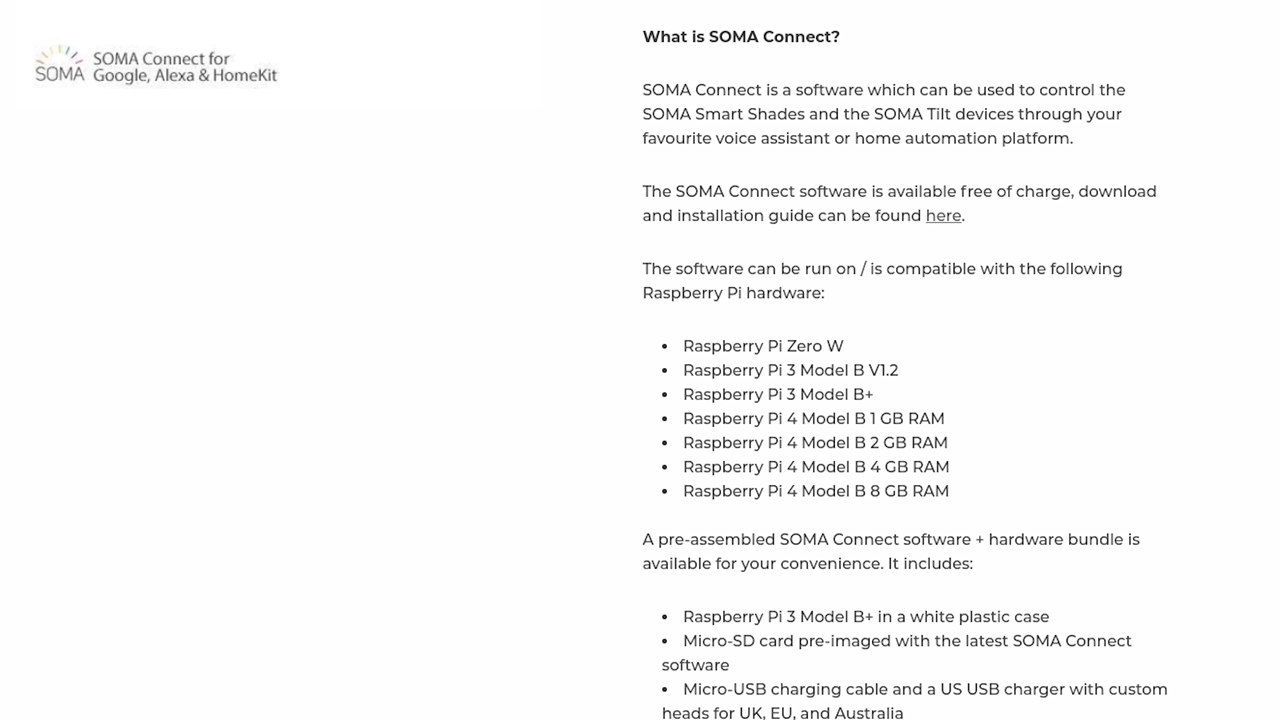 SOMA
SOMA Connect for
Google, Alexa & HomeKit
What is SOMA Connect?
SOMA Connect is a software which can be used to control the
SOMA Smart Shades and the SOMA Tilt devices through your
favourite voice assistant or home automation platform.
The SOMA Connect software is available free of charge, download
and installation guide can be found here.
The software can be run on / is compatible with the following
Raspberry Pi hardware:
• Raspberry Pi Zero W
• Raspberry Pi 3 Model B V1.2
• Raspberry Pi 3 Model B+
• Raspberry Pi 4 Model B 1 GB RAM
• Raspberry Pi 4 Model B 2 GB RAM
• Raspberry Pi 4 Model B 4 GB RAM
• Raspberry Pi 4 Model B 8 GB RAM
A pre-assembled SOMA Connect software + hardware bundle is
available for your convenience. It includes:
• Raspberry Pi 3 Model B+ in a white plastic case
• Micro-SD card pre-imaged with the latest SOMA Connect
software
• Micro-USB charging cable and a US USB charger with custom
heads for UK, EU, and Australia